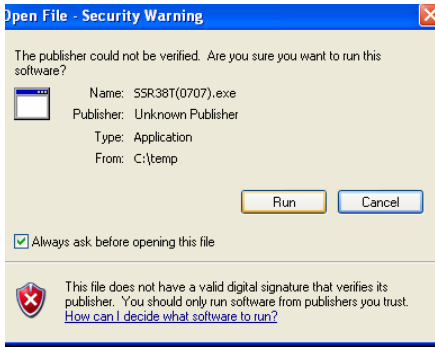 Open File - Security Warning
The publisher could not be verified. Are you sure you want to run this
software?
Name: SSR38T(0707).exe
Publisher: Unknown Publisher
Type: Application
From: C:\temp
Run Cancel
Always ask before opening this file
This file does not have a valid digital signature that verifies its
publisher. You should only run software from publishers you trust.
How can I decide what software to run?